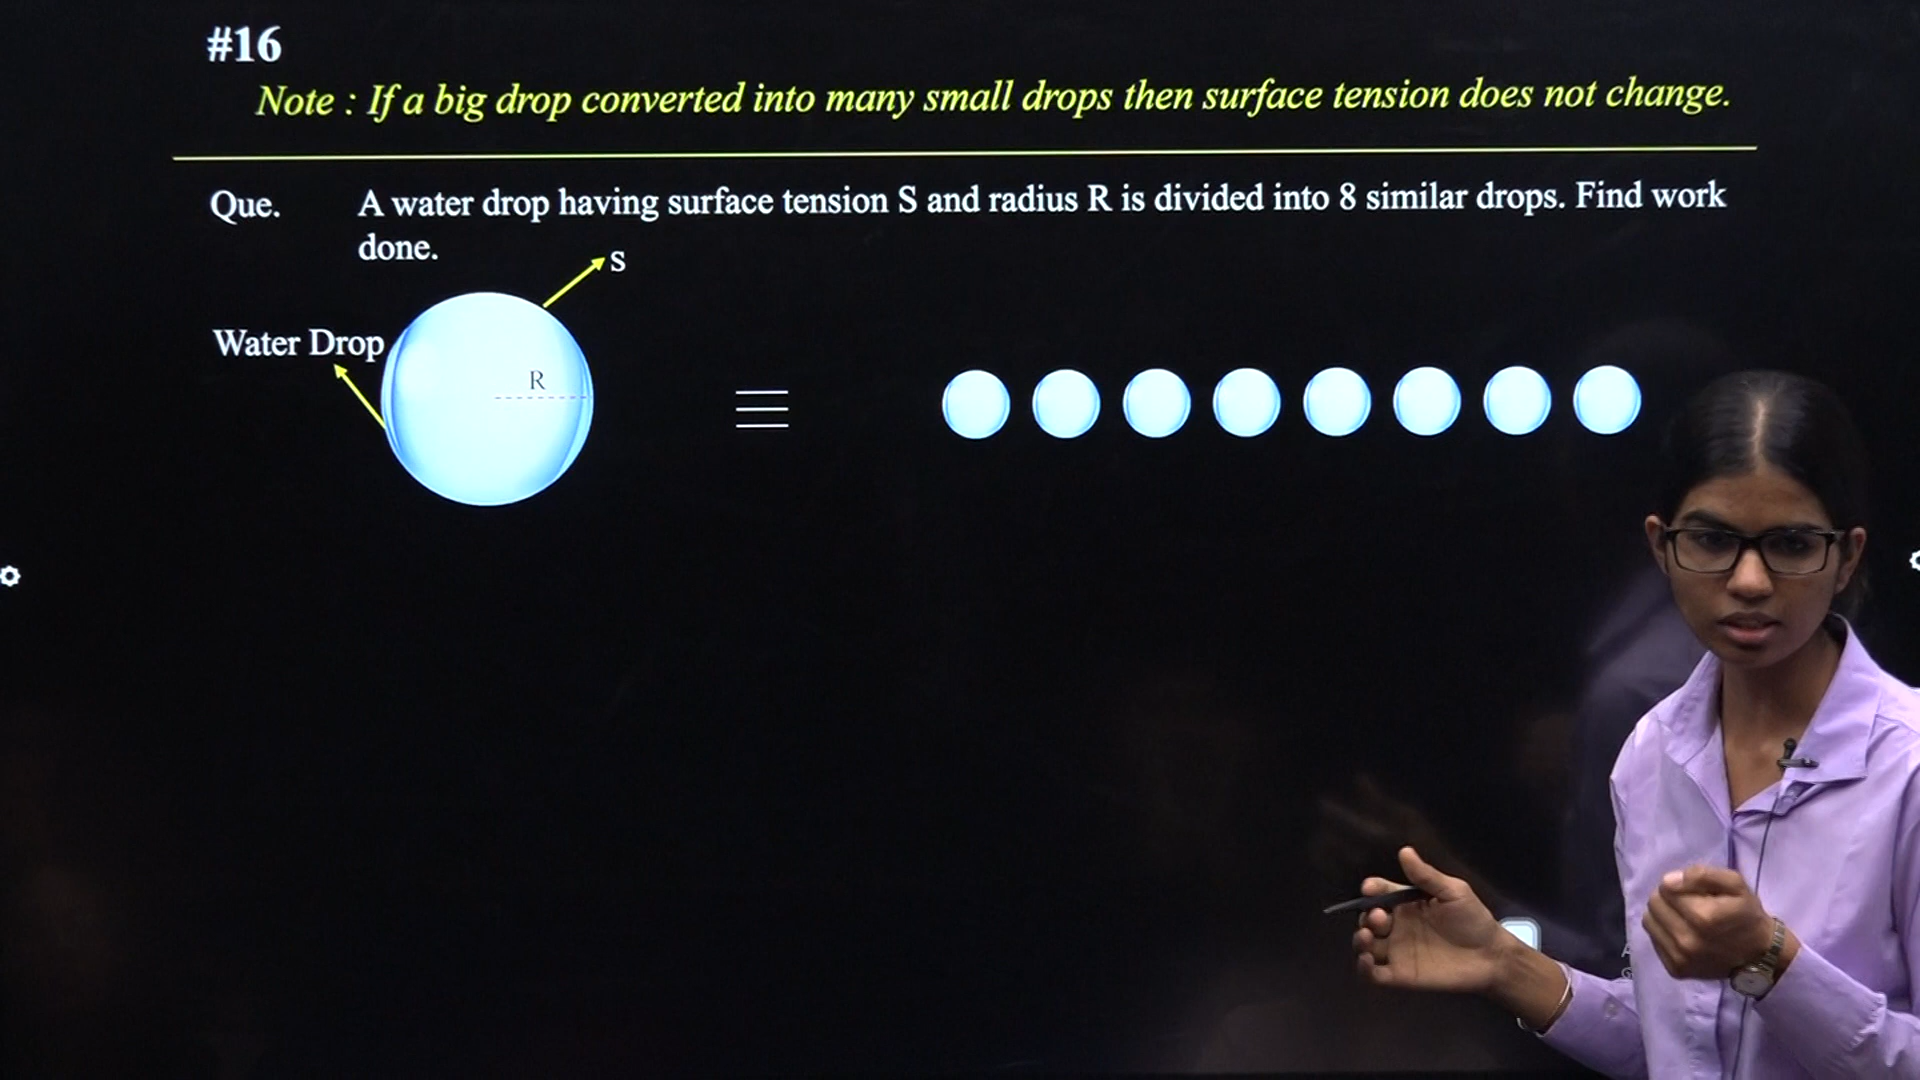 #16
Note : If a big drop converted into many small drops then surface tension does not change.
Que. A water drop having surface tension S and radius R is divided into 8 similar drops. Find work
done.
S
Water Drop
R